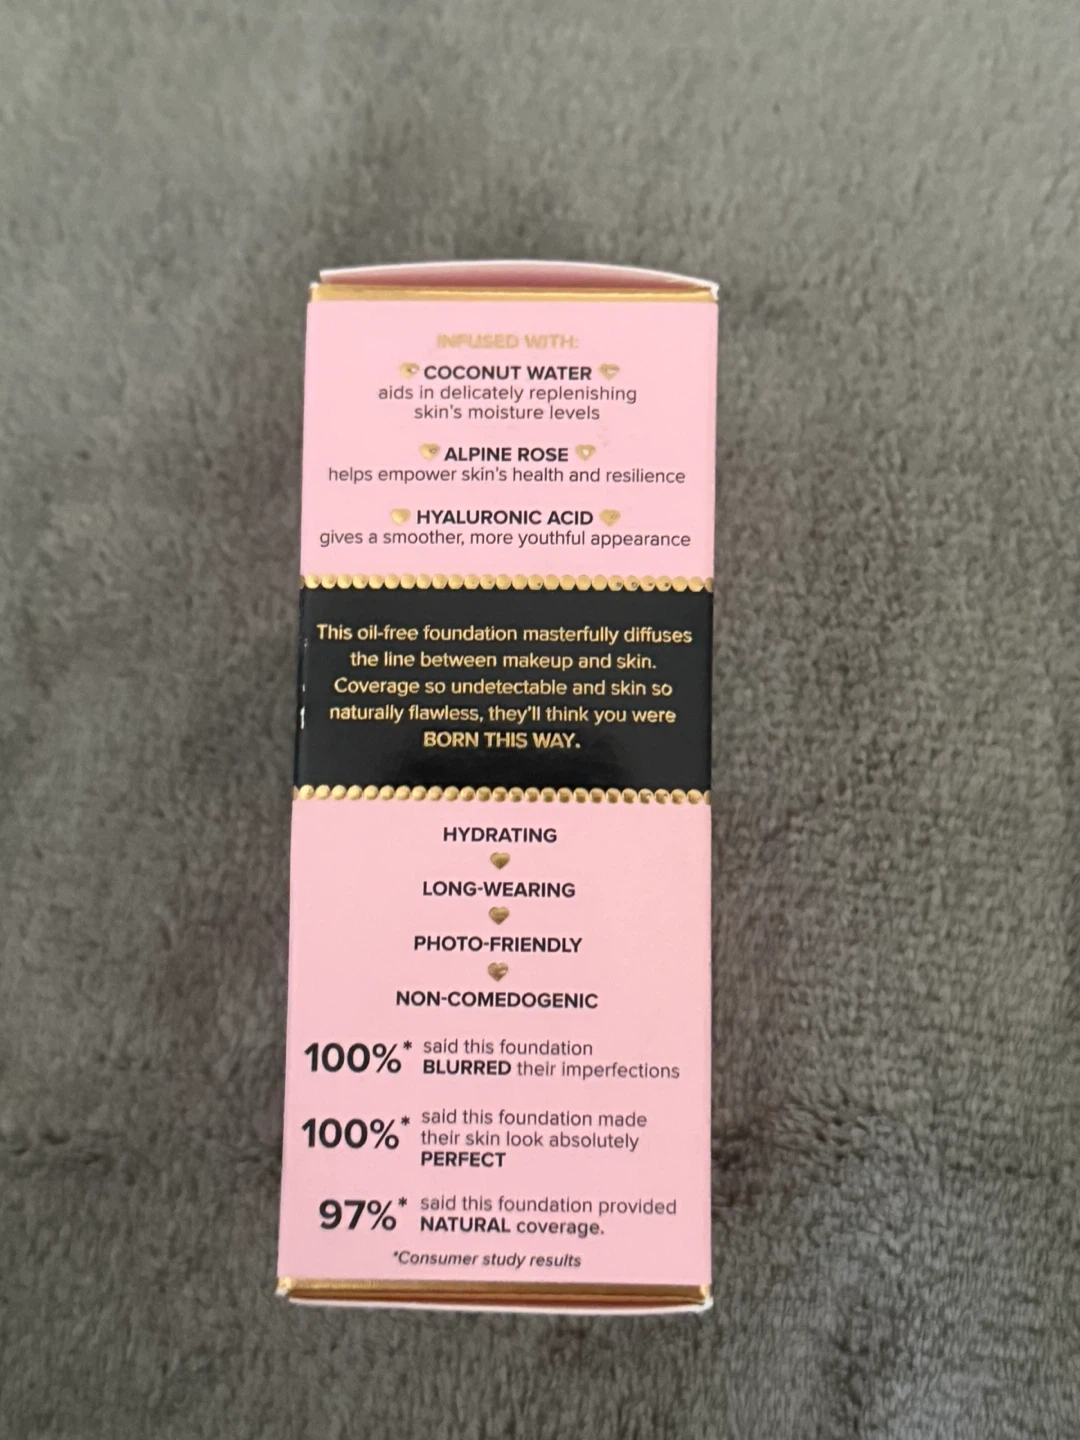 INFUSED WITH:
COCONUT WATER
aids in delicately replenishing
skin's moisture levels
ALPINE ROSE
helps empower skin's health and resilience
HYALURONIC ACID
gives a smoother, more youthful appearance
This oil-free foundation masterfully diffuses
the line between makeup and skin.
Coverage so undetectable and skin so
naturally flawless, they'll think you were
BORN THIS WAY.
HYDRATING
LONG-WEARING
PHOTO-FRIENDLY
NON-COMEDOGENIC
100%* said this foundation
BLURRED their imperfections
100%* said this foundation made
their skin look absolutely
PERFECT
97%* said this foundation provided
NATURAL coverage.
*Consumer study results